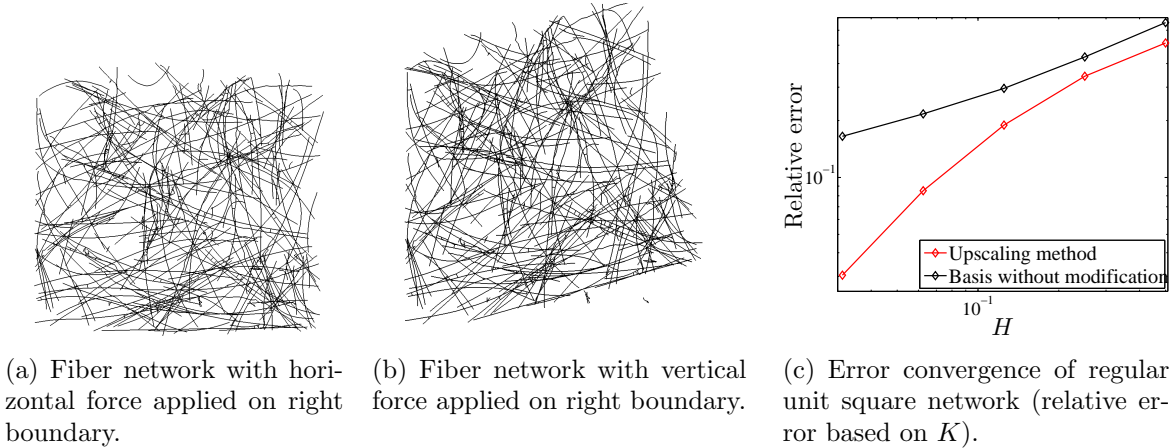 Relative error
10⁻¹
Upscaling method
Basis without modification
10⁻¹
H
(a) Fiber network with hori-
zontal force applied on right
boundary.
(b) Fiber network with vertical
force applied on right boundary.
(c) Error convergence of regular
unit square network (relative er-
ror based on K).